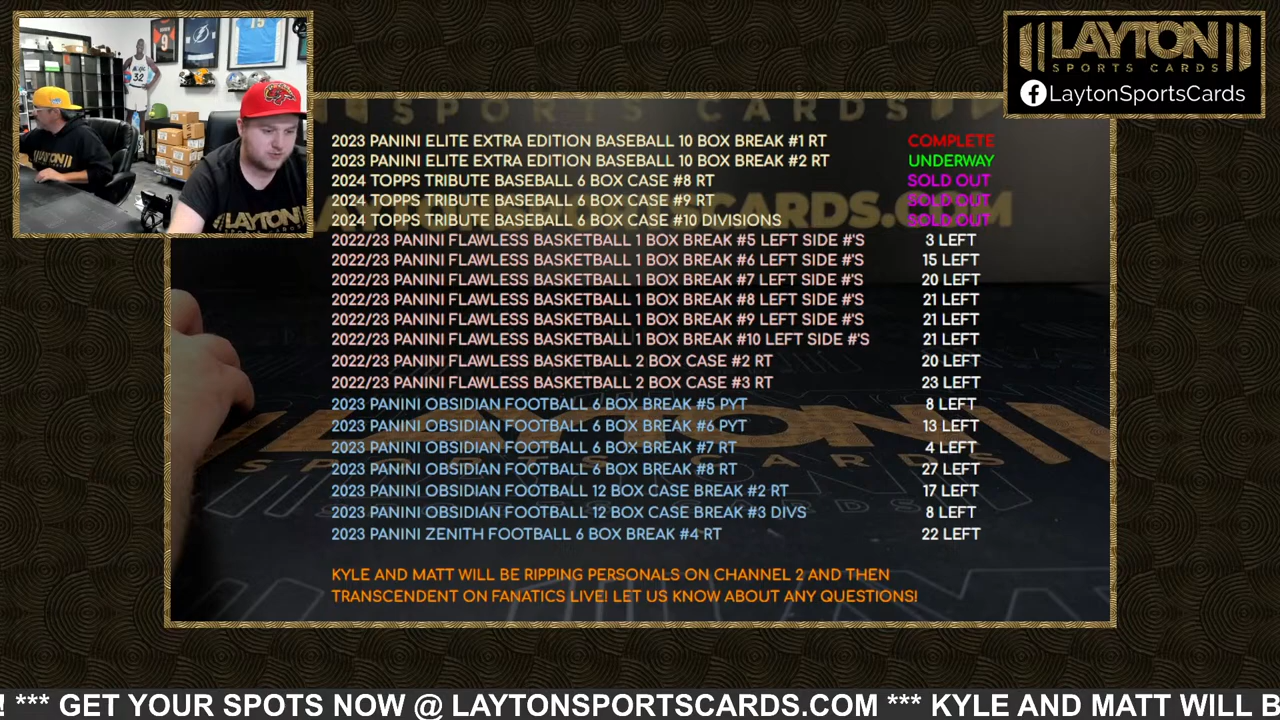 LAYTON
SPORTS CARDS
LaytonSportsCards
SPORTS CARDS
2023 PANINI ELITE EXTRA EDITION BASEBALL 10 BOX BREAK #1 RT COMPLETE
2023 PANINI ELITE EXTRA EDITION BASEBALL 10 BOX BREAK #2 RT UNDERWAY
2024 TOPPS TRIBUTE BASEBALL 6 BOX CASE #8 RT SOLD OUT
2024 TOPPS TRIBUTE BASEBALL 6 BOX CASE #9 RT SOLD OUT
2024 TOPPS TRIBUTE BASEBALL 6 BOX CASE #10 DIVISIONS SOLD OUT
2022/23 PANINI FLAWLESS BASKETBALL 1 BOX BREAK #5 LEFT SIDE #'S 3 LEFT
2022/23 PANINI FLAWLESS BASKETBALL 1 BOX BREAK #6 LEFT SIDE #'S 15 LEFT
2022/23 PANINI FLAWLESS BASKETBALL 1 BOX BREAK #7 LEFT SIDE #'S 20 LEFT
2022/23 PANINI FLAWLESS BASKETBALL 1 BOX BREAK #8 LEFT SIDE #'S 21 LEFT
2022/23 PANINI FLAWLESS BASKETBALL 1 BOX BREAK #9 LEFT SIDE #'S 21 LEFT
2022/23 PANINI FLAWLESS BASKETBALL 1 BOX BREAK #10 LEFT SIDE #'S 21 LEFT
2022/23 PANINI FLAWLESS BASKETBALL 2 BOX CASE #2 RT 20 LEFT
2022/23 PANINI FLAWLESS BASKETBALL 2 BOX CASE #3 RT 23 LEFT
2023 PANINI OBSIDIAN FOOTBALL 6 BOX BREAK #5 PYT 8 LEFT
2023 PANINI OBSIDIAN FOOTBALL 6 BOX BREAK #6 PYT 13 LEFT
2023 PANINI OBSIDIAN FOOTBALL 6 BOX BREAK #7 RT 4 LEFT
2023 PANINI OBSIDIAN FOOTBALL 6 BOX BREAK #8 RT 27 LEFT
2023 PANINI OBSIDIAN FOOTBALL 12 BOX CASE BREAK #2 RT 17 LEFT
2023 PANINI OBSIDIAN FOOTBALL 12 BOX CASE BREAK #3 DIVS 8 LEFT
2023 PANINI ZENITH FOOTBALL 6 BOX BREAK #4 RT 22 LEFT
KYLE AND MATT WILL BE RIPPING PERSONALS ON CHANNEL 2 AND THEN
TRANSCENDENT ON FANATICS LIVE! LET US KNOW ABOUT ANY QUESTIONS!
! *** GET YOUR SPOTS NOW @ LAYTONSPORTSCARDS.COM *** KYLE AND MATT WILL B